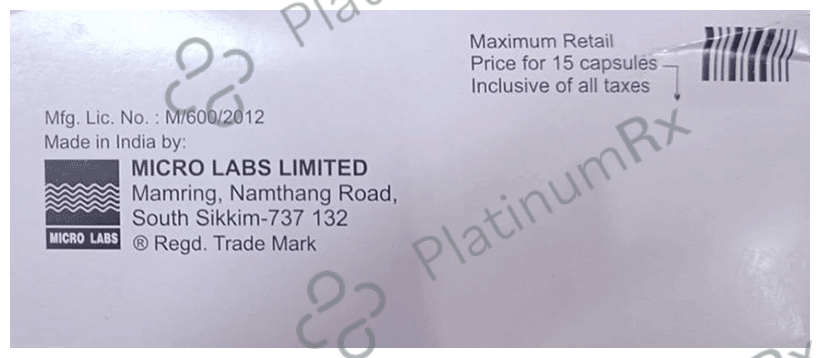 Maximum Retail
Price for 15 capsules
Inclusive of all taxes
Mfg. Lic. No. : M/600/2012
Made in India by:
MICRO LABS LIMITED
Mamring, Namthang Road,
South Sikkim-737 132
MICRO LABS
® Regd. Trade Mark
PlatinumRx
PlatinumRx
Rx